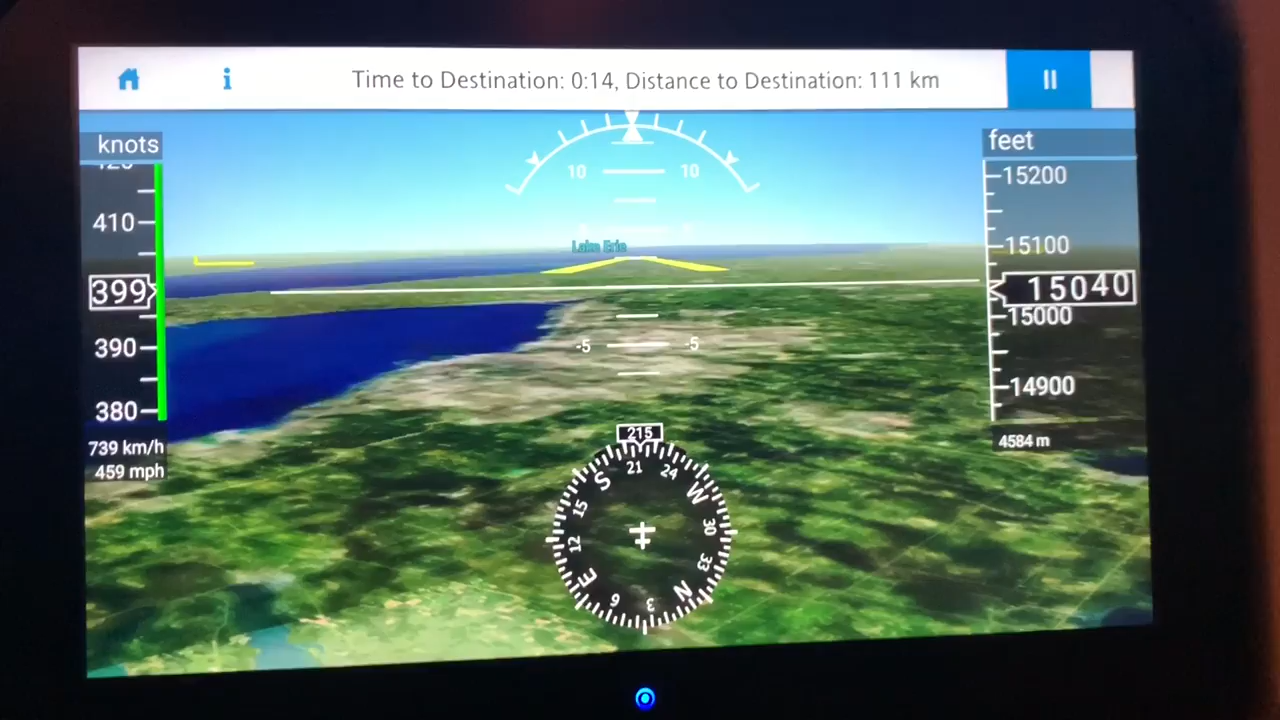 Time to Destination: 0:14, Distance to Destination: 111 km
knots
feet
410
399
390
380
739 km/h
459 mph
10 10
Lake Erie
-5 -5
15200
15100
15040
15000
14900
4584 m
215
21
24
W
30
33
N
3
6
E
12
15
S